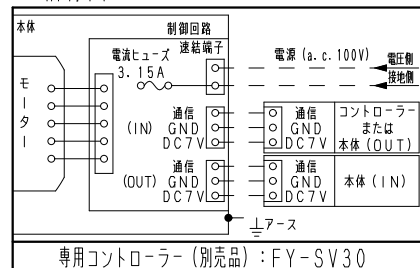 本体
制御回路
電流ヒューズ
3.15A
速結端子
電源 (a.c.100V)
電圧側
接地側
モーター
(IN)
通信
GND
DC7V
通信
GND
DC7V
コントローラー
または
本体 (OUT)
(OUT)
通信
GND
DC7V
通信
GND
DC7V
本体 (IN)
アース
専用コントローラー (別売品) : FY-SV30